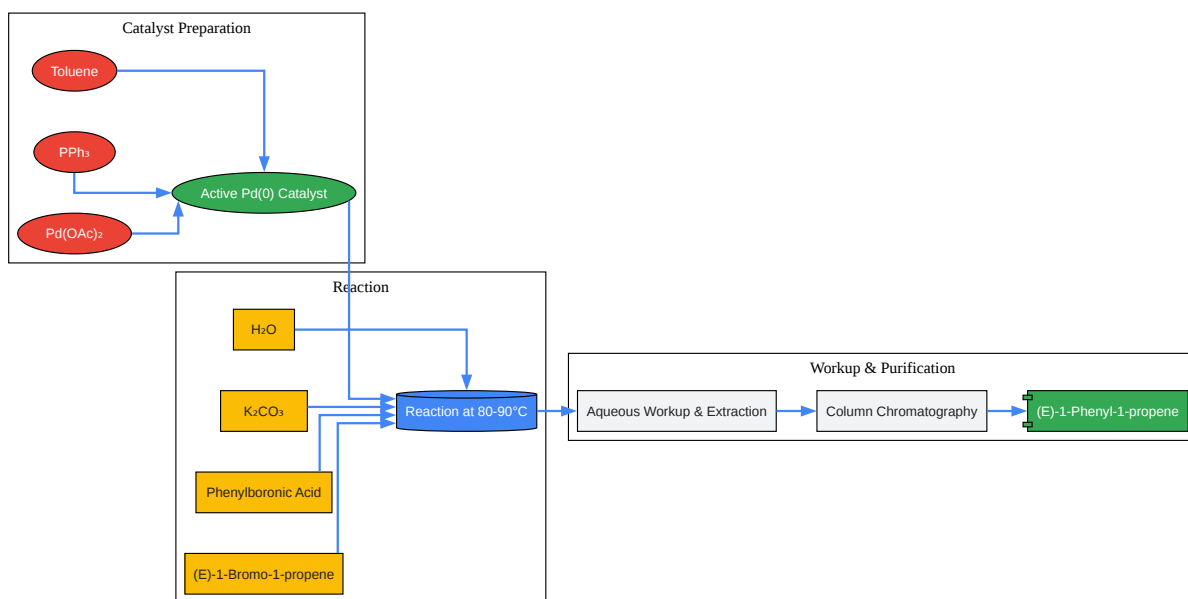 Catalyst Preparation
Toluene
PPh₃
Active Pd(0) Catalyst
Pd(OAc)₂
Reaction
H₂O
K₂CO₃
Reaction at 80-90°C
Phenylboronic Acid
(E)-1-Bromo-1-propene
Workup & Purification
Aqueous Workup & Extraction
Column Chromatography
(E)-1-Phenyl-1-propene